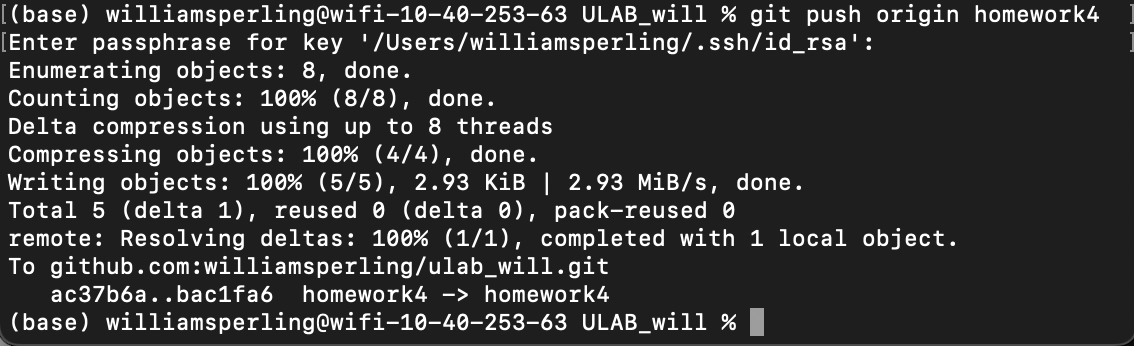 [(base) williamsperling@wifi-10-40-253-63 ULAB_will % git push origin homework4 ]
[Enter passphrase for key '/Users/williamsperling/.ssh/id_rsa': ]
Enumerating objects: 8, done.
Counting objects: 100% (8/8), done.
Delta compression using up to 8 threads
Compressing objects: 100% (4/4), done.
Writing objects: 100% (5/5), 2.93 KiB | 2.93 MiB/s, done.
Total 5 (delta 1), reused 0 (delta 0), pack-reused 0
remote: Resolving deltas: 100% (1/1), completed with 1 local object.
To github.com:williamsperling/ulab_will.git
   ac37b6a..bac1fa6  homework4 -> homework4
(base) williamsperling@wifi-10-40-253-63 ULAB_will %